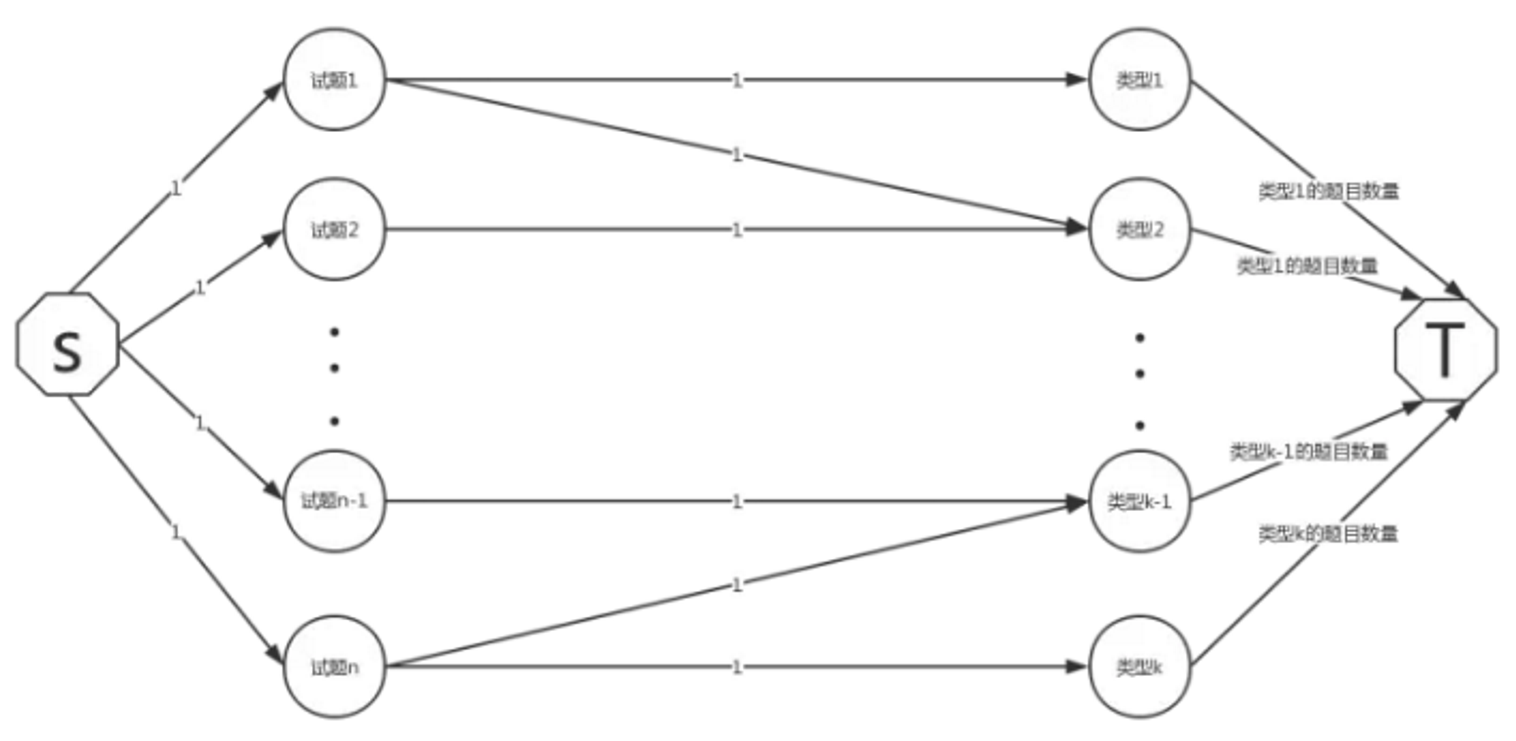 试题1
1
类型1
1
1
类型1的题目数量
试题2
1
类型2
类型1的题目数量
1
S
T
1
类型k-1的题目数量
试题n-1
1
类型k-1
1
类型k的题目数量
1
试题n
1
类型k